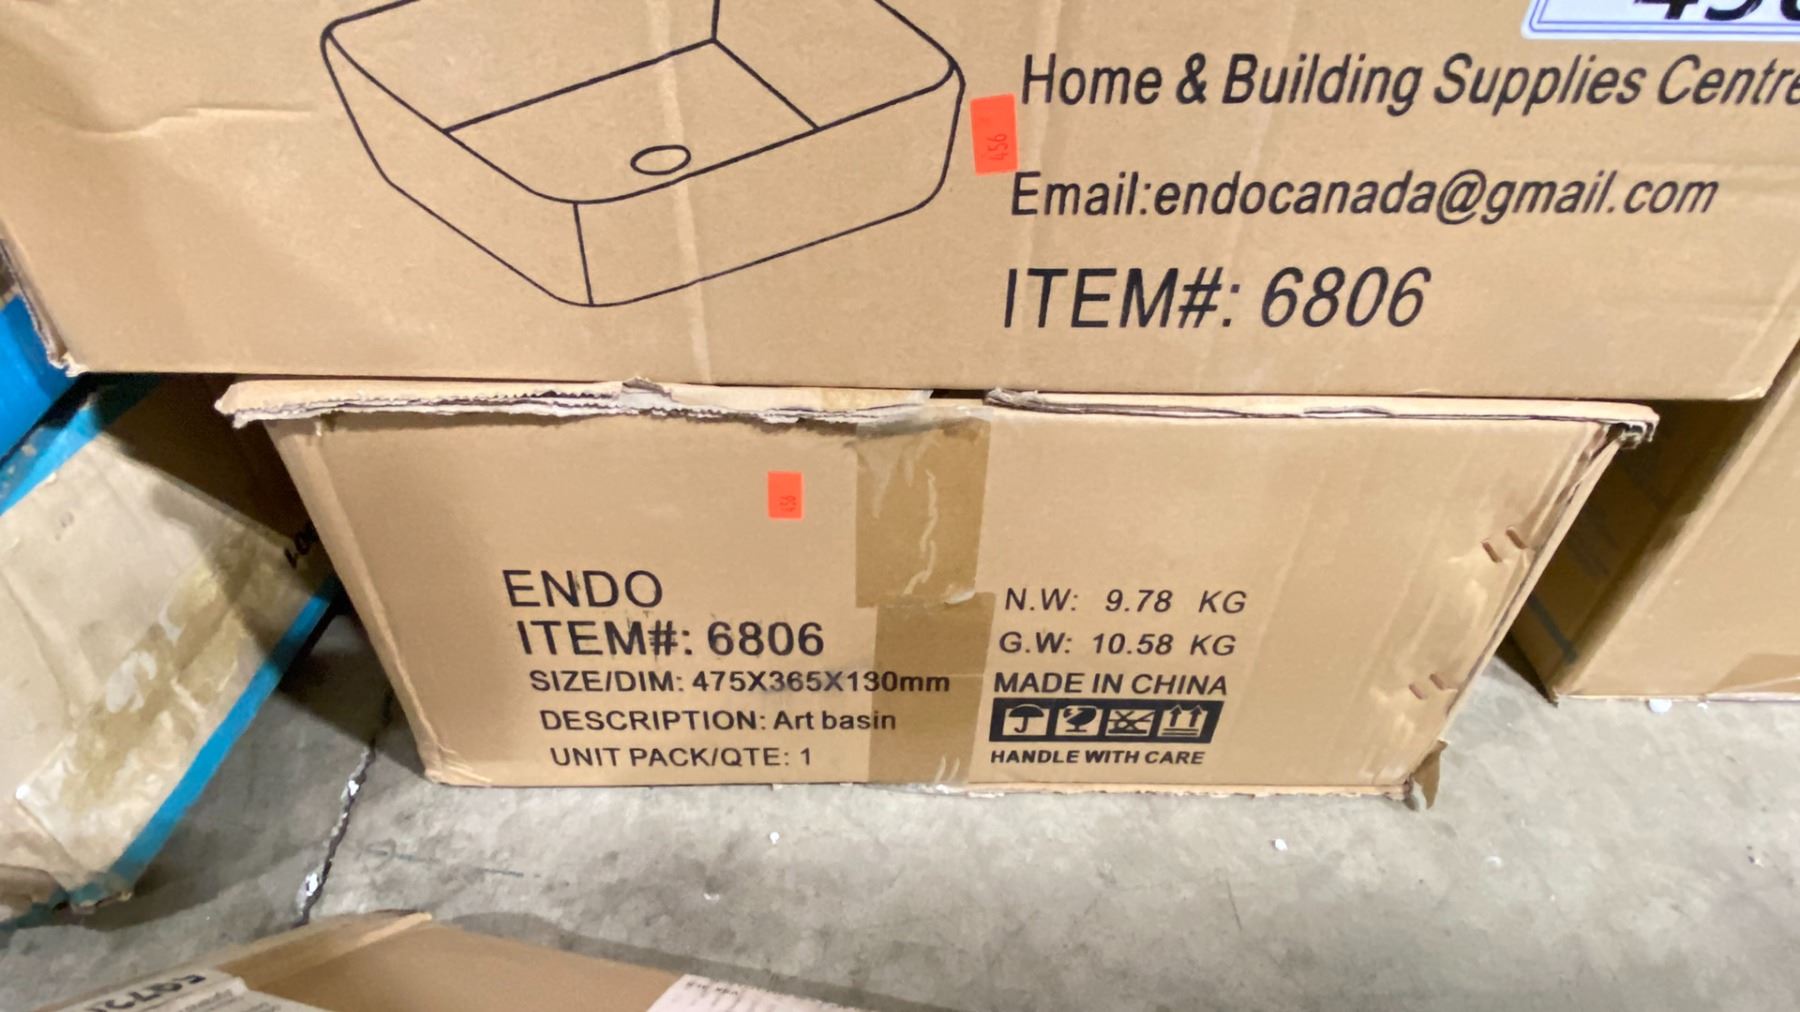 Home & Building Supplies Centre
456
Email:endocanada@gmail.com
ITEM#: 6806
456
ENDO
ITEM#: 6806
SIZE/DIM: 475X365X130mm
DESCRIPTION: Art basin
UNIT PACK/QTE: 1
N.W: 9.78 KG
G.W: 10.58 KG
MADE IN CHINA
HANDLE WITH CARE